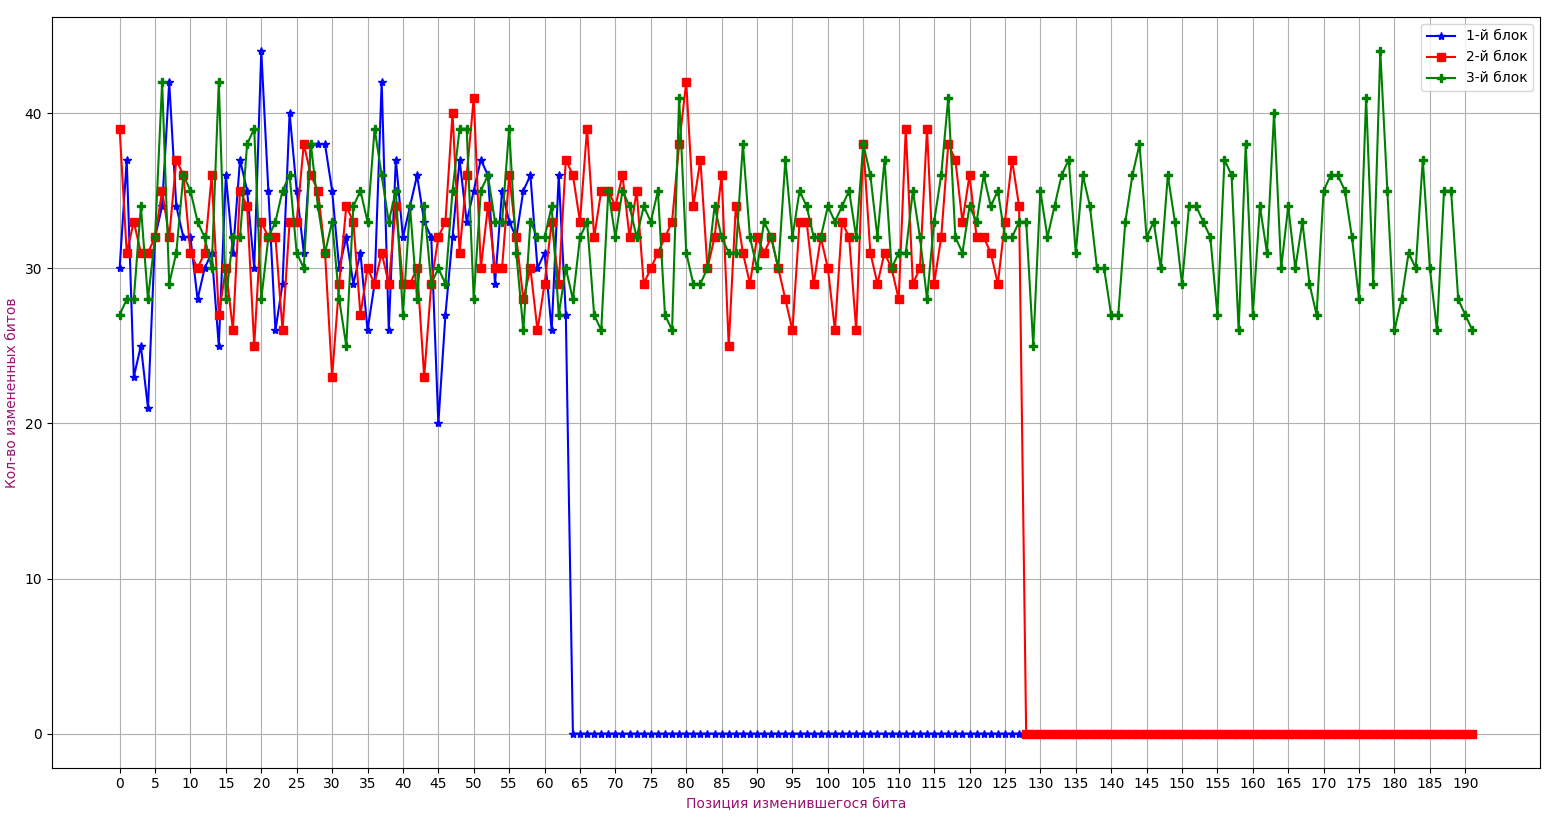 1-й блок
2-й блок
3-й блок
Кол-во измененных битов
40
30
20
10
0
0 5 10 15 20 25 30 35 40 45 50 55 60 65 70 75 80 85 90 95 100 105 110 115 120 125 130 135 140 145 150 155 160 165 170 175 180 185 190
Позиция изменившегося бита